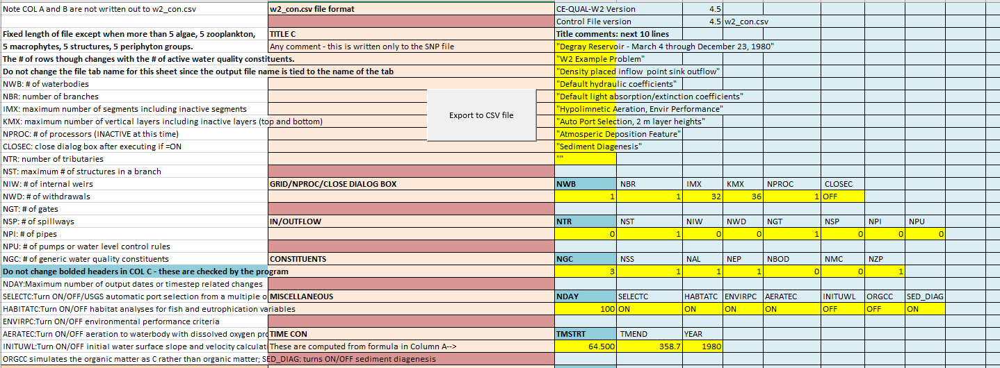 Note COL A and B are not written out to w2_con.csv w2_con.csv file format CE-QUAL-W2 Version 4.5
Control File version 4.5 w2_con.csv
Fixed length of file except when more than 5 algae, 5 zooplankton, TITLE C Title comments: next 10 lines
5 macrophytes, 5 structures, 5 periphyton groups. Any comment - this is written only to the SNP file "Degray Reservoir - March 4 through December 23, 1980"
The # of rows though changes with the # of active water quality constituents. "W2 Example Problem"
Do not change the file tab name for this sheet since the output file name is tied to the name of the tab "Density placed inflow  point sink outflow"
NWB: # of waterbodies "Default hydraulic coefficients"
NBR: number of branches "Default light absorption/extinction coefficients"
IMX: maximum number of segments including inactive segments Export to CSV file "Hypolimnetic Aeration, Envir Performance"
KMX: maximum number of vertical layers including inactive layers (top and bottom) "Auto Port Selection, 2 m layer heights"
NPROC: # of processors (INACTIVE at this time) "Atmosperic Deposition Feature"
CLOSEC: close dialog box after executing if =ON "Sediment Diagenesis"
NTR: number of tributaries ""
NST: maximum # of structures in a branch
NIW: # of internal weirs GRID/NPROC/CLOSE DIALOG BOX NWB NBR IMX KMX NPROC CLOSEC
NWD: # of withdrawals 1 1 32 36 1 OFF
NGT: # of gates
NSP: # of spillways IN/OUTFLOW NTR NST NIW NWD NGT NSP NPI NPU
NPI: # of pipes 0 1 0 0 1 0 0 0
NPU: # of pumps or water level control rules
NGC: # of generic water quality constituents CONSTITUENTS NGC NSS NAL NEP NBOD NMC NZP
Do not change bolded headers in COL C - these are checked by the program 3 1 1 1 0 0 1
NDAY:Maximum number of output dates or timestep related changes
SELECTC:Turn ON/OFF/USGS automatic port selection from a multiple o MISCELLANEOUS NDAY SELECTC HABTATC ENVIRPC AERATEC INITUWL ORGCC SED_DIAG
HABITATC:Turn ON/OFF habitat analyses for fish and eutrophication variables 100 ON ON ON ON OFF OFF ON
ENVIRPC:Turn ON/OFF environmental performance criteria
AERATEC:Turn ON/OFF aeration to waterbody with dissolved oxygen prc TIME CON TMSTRT TMEND YEAR
INITUWL:Turn ON/OFF initial water surface slope and velocity calculati These are computed from formula in Column A--> 64.500 358.7 1980
ORGCC simulates the organic matter as C rather than organic matter; SED_DIAG: turns ON/OFF sediment diagenesis